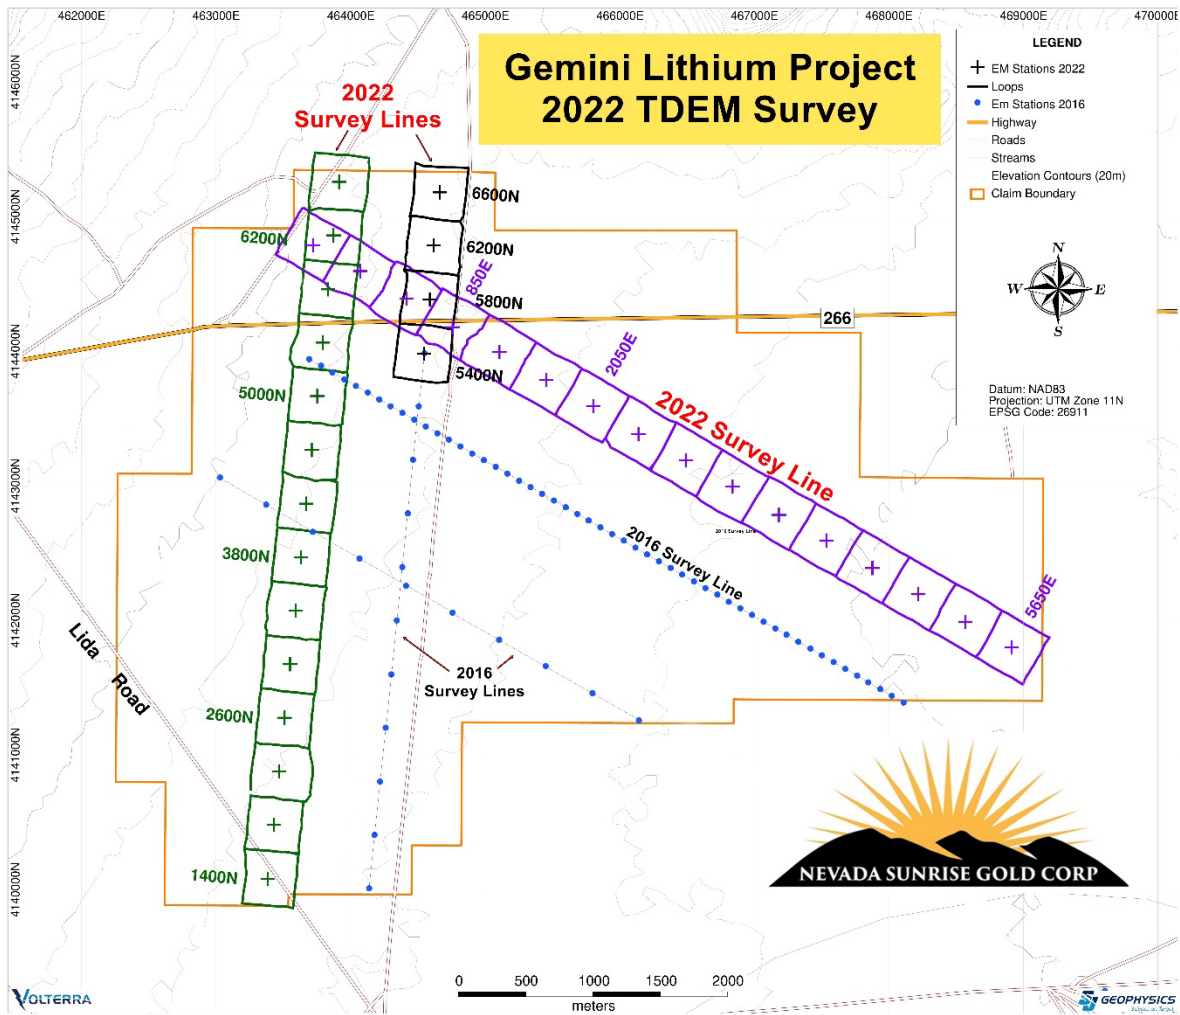 462000E
463000E
464000E
465000E
466000E
467000E
468000E
469000E
470000E
4146000N
4145000N
4144000N
4143000N
4142000N
4141000N
4140000N
Gemini Lithium Project
2022 TDEM Survey
LEGEND
EM Stations 2022
Loops
Em Stations 2016
Highway
Roads
Streams
Elevation Contours (20m)
Claim Boundary
N
W
E
S
Datum: NAD83
Projection: UTM Zone 11N
EPSG Code: 26911
2022
Survey Lines
6600N
6200N
6200N
5800N
5400N
850E
2050E
266
5000N
2022 Survey Line
2016 Survey Line
2016 Survey Line
3800N
5650E
Lida
Road
2016
Survey Lines
2600N
1400N
NEVADA SUNRISE GOLD CORP
0
500
1000
1500
2000
meters
VOLTERRA
GEOPHYSICS